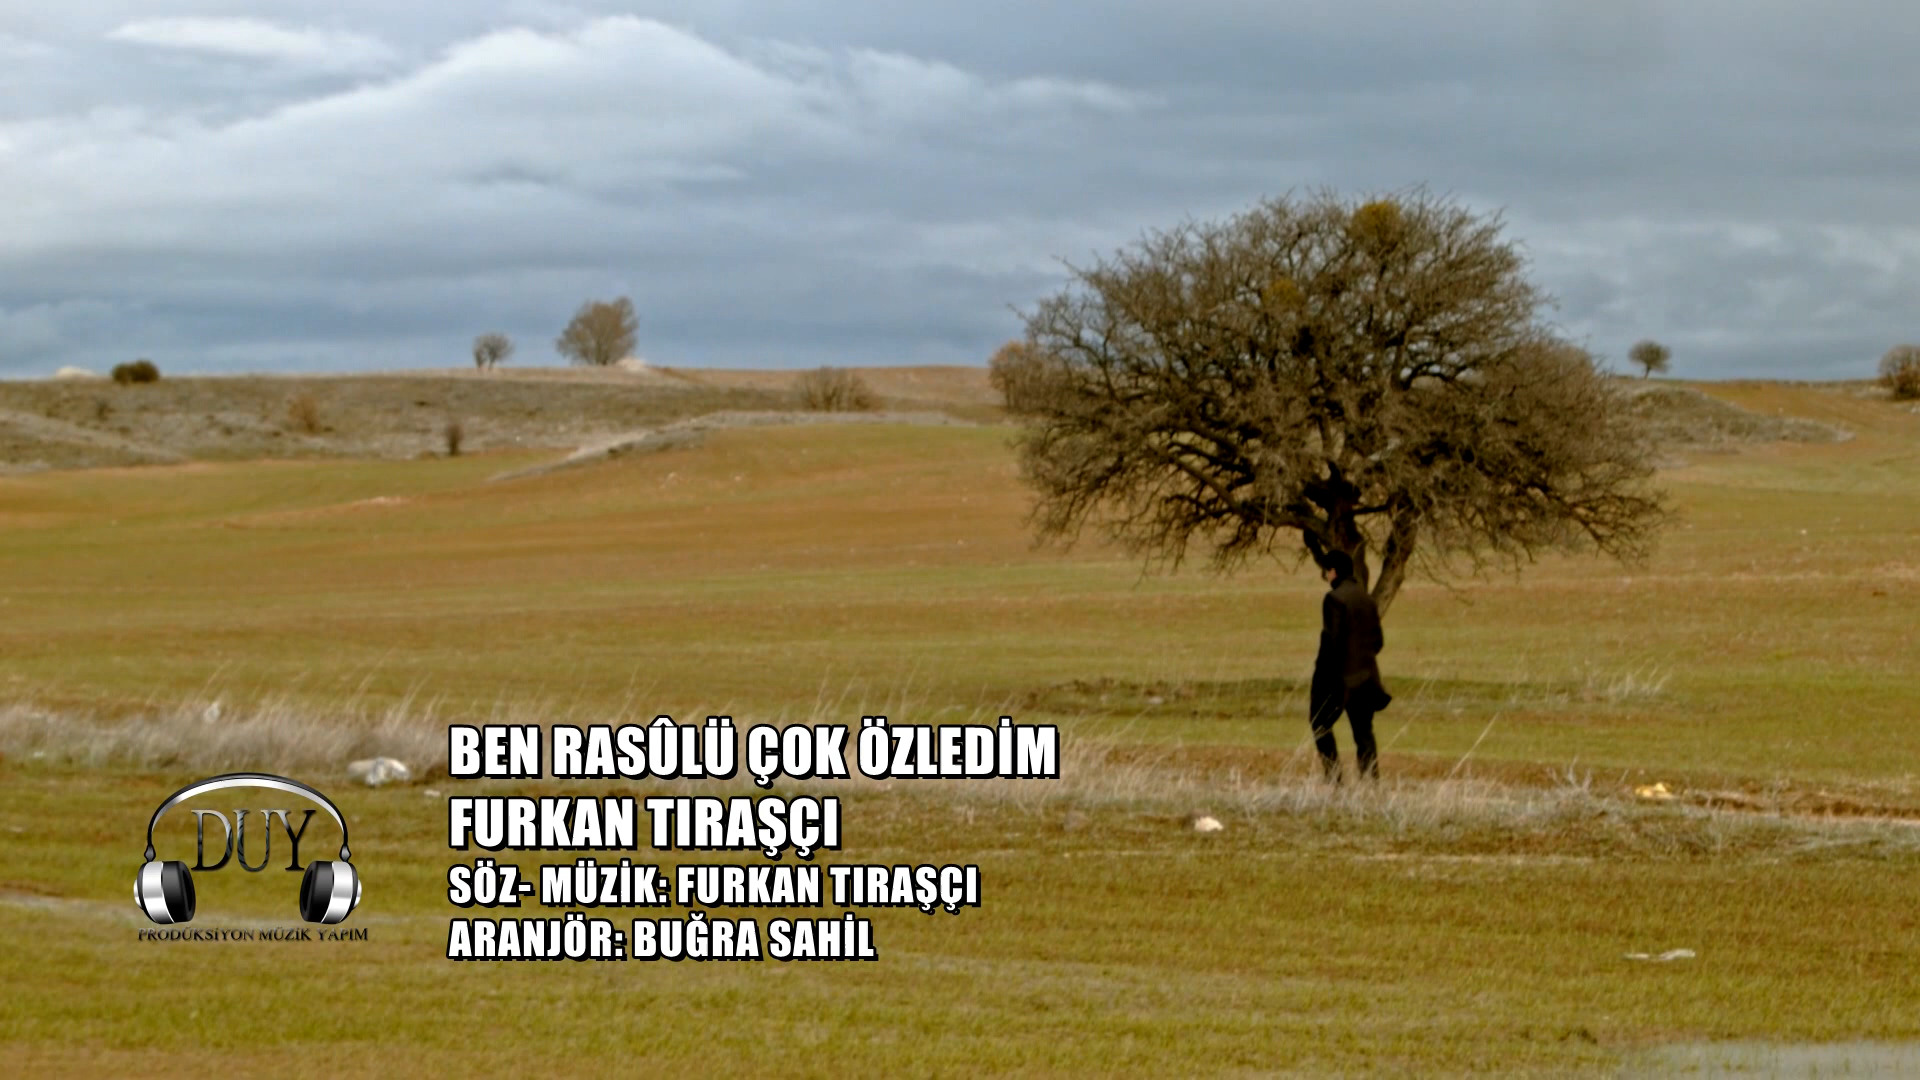 BEN RASÛLÜ ÇOK ÖZLEDİM
FURKAN TIRAŞÇI
SÖZ- MÜZİK: FURKAN TIRAŞÇI
ARANJÖR: BUĞRA SAHİL
DUY
PRODÜKSİYON MÜZİK YAPIM